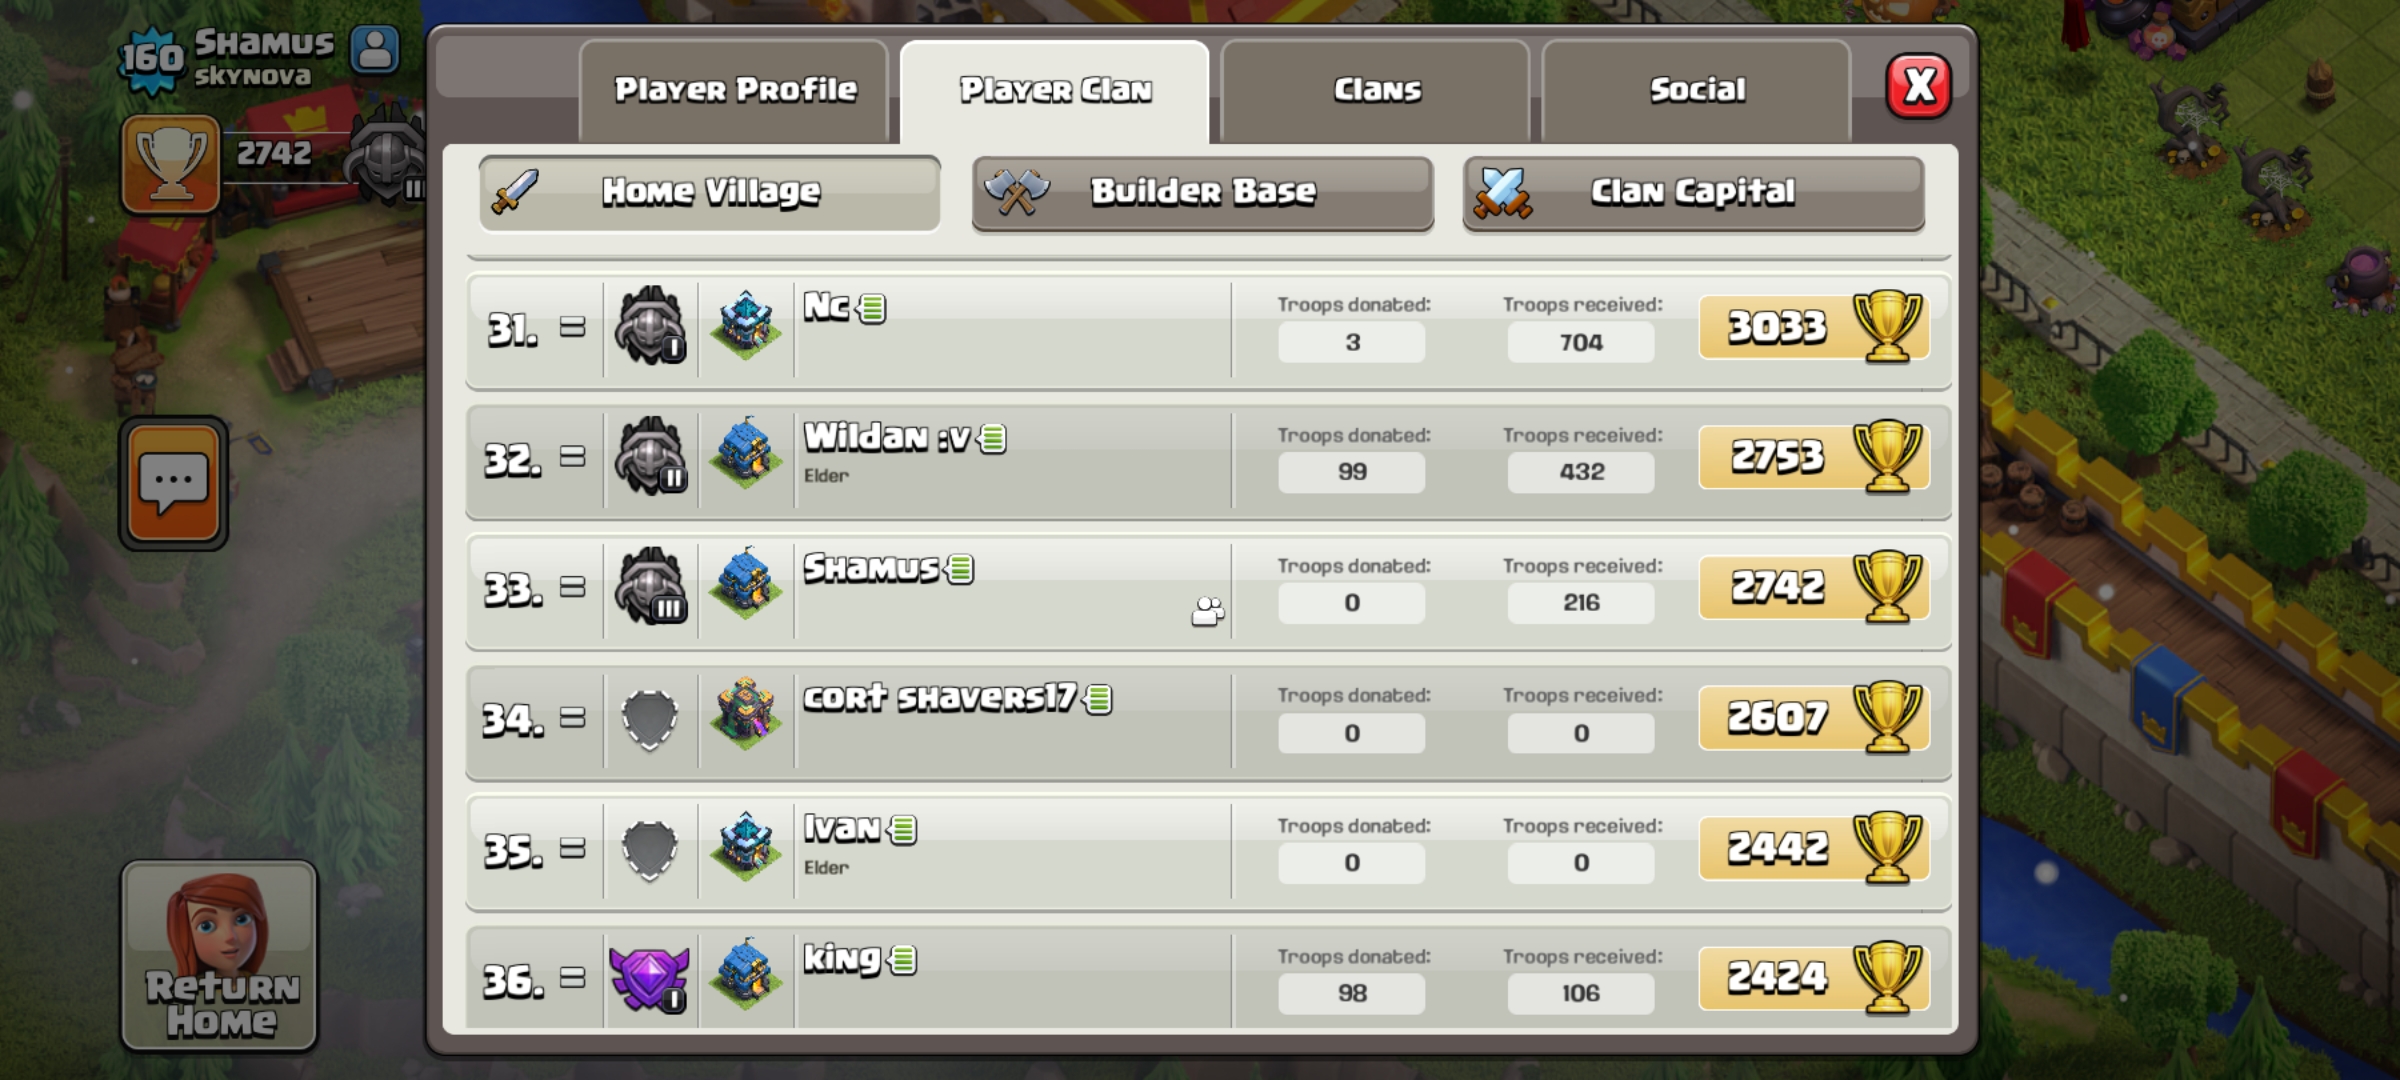 160
Shamus
skynova
2742
III
Player Profile
Player Clan
Clans
Social
X
Home Village
Builder Base
Clan Capital
31. =
I
Nc
Troops donated:
3
Troops received:
704
3033
32. =
II
Wildan :v
Elder
Troops donated:
99
Troops received:
432
2753
33. =
III
Shamus
Troops donated:
0
Troops received:
216
2742
34. =
cort shavers17
Troops donated:
0
Troops received:
0
2607
35. =
Ivan
Elder
Troops donated:
0
Troops received:
0
2442
36. =
I
king
Troops donated:
98
Troops received:
106
2424
Return
Home